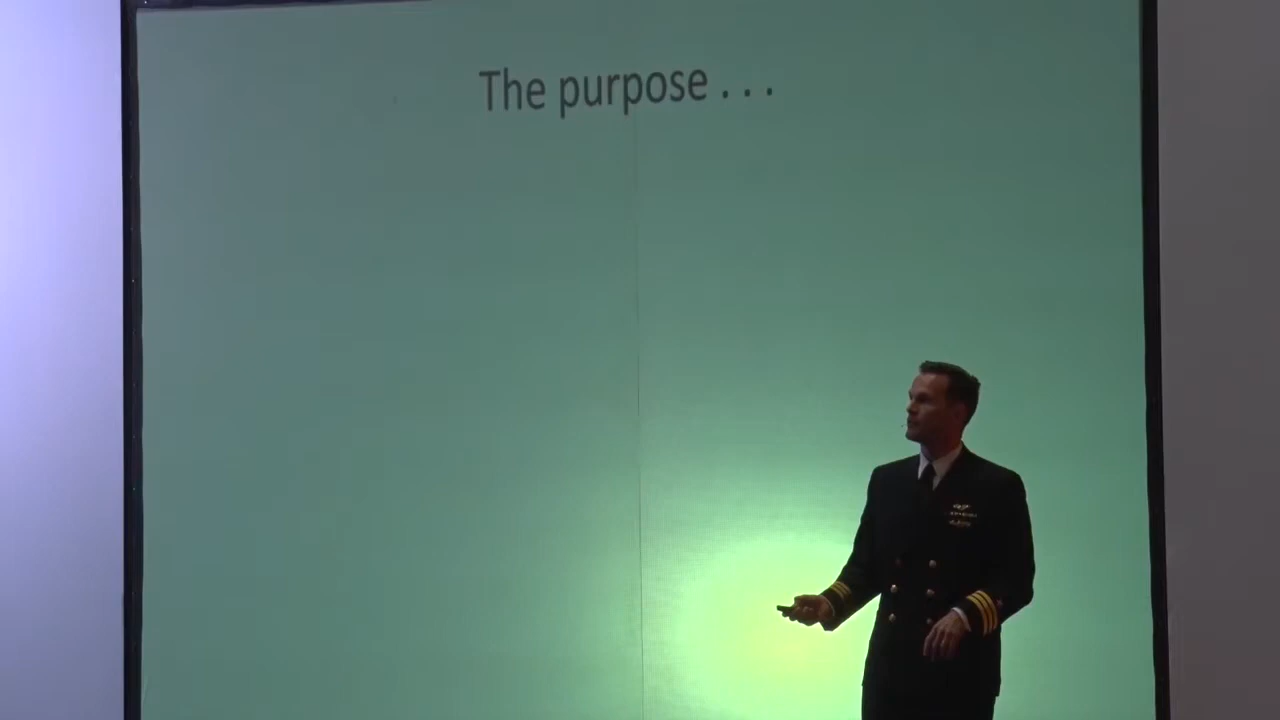 The purpose . . .